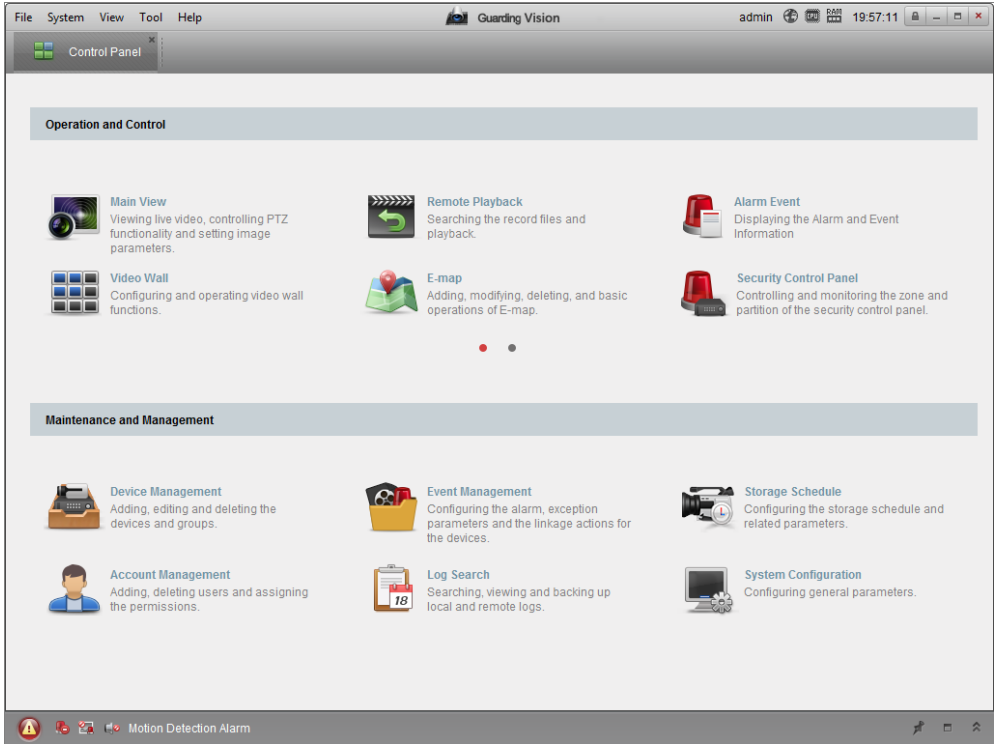 File System View Tool Help Guarding Vision admin CPU RAM 19:57:11
Control Panel
Operation and Control
Main View
Viewing live video, controlling PTZ
functionality and setting image
parameters.
Remote Playback
Searching the record files and
playback.
Alarm Event
Displaying the Alarm and Event
Information
Video Wall
Configuring and operating video wall
functions.
E-map
Adding, modifying, deleting, and basic
operations of E-map.
Security Control Panel
Controlling and monitoring the zone and
partition of the security control panel.
Maintenance and Management
Device Management
Adding, editing and deleting the
devices and groups.
Event Management
Configuring the alarm, exception
parameters and the linkage actions for
the devices.
Storage Schedule
Configuring the storage schedule and
related parameters.
Account Management
Adding, deleting users and assigning
the permissions.
18
Log Search
Searching, viewing and backing up
local and remote logs.
System Configuration
Configuring general parameters.
Motion Detection Alarm